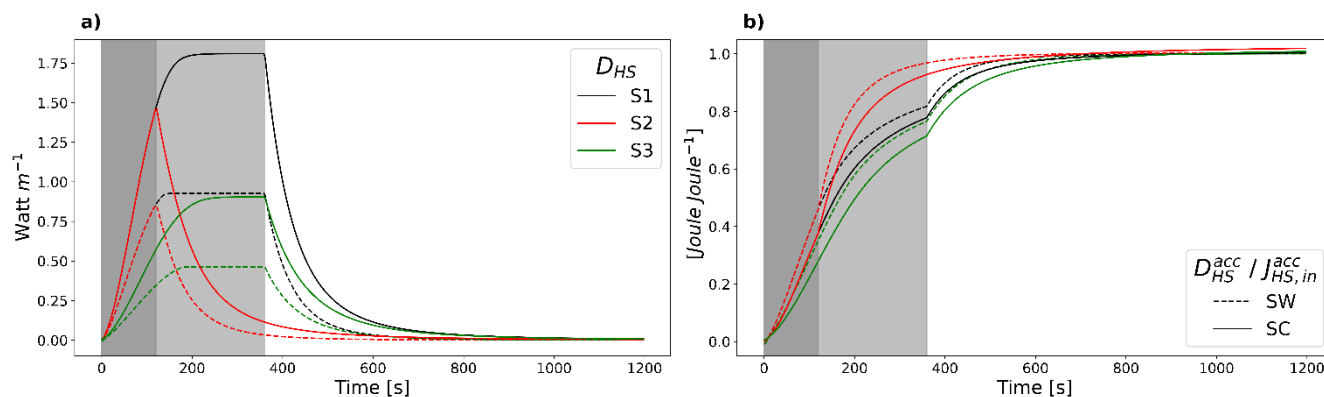 a)
Watt m⁻¹
1.75
1.50
1.25
1.00
0.75
0.50
0.25
0.00
D_HS
S1
S2
S3
0 200 400 600 800 1000 1200
Time [s]
b)
[Joule Joule⁻¹]
1.0
0.8
0.6
0.4
0.2
0.0
D_HS^acc / J_HS,in^acc
SW
SC
0 200 400 600 800 1000 1200
Time [s]